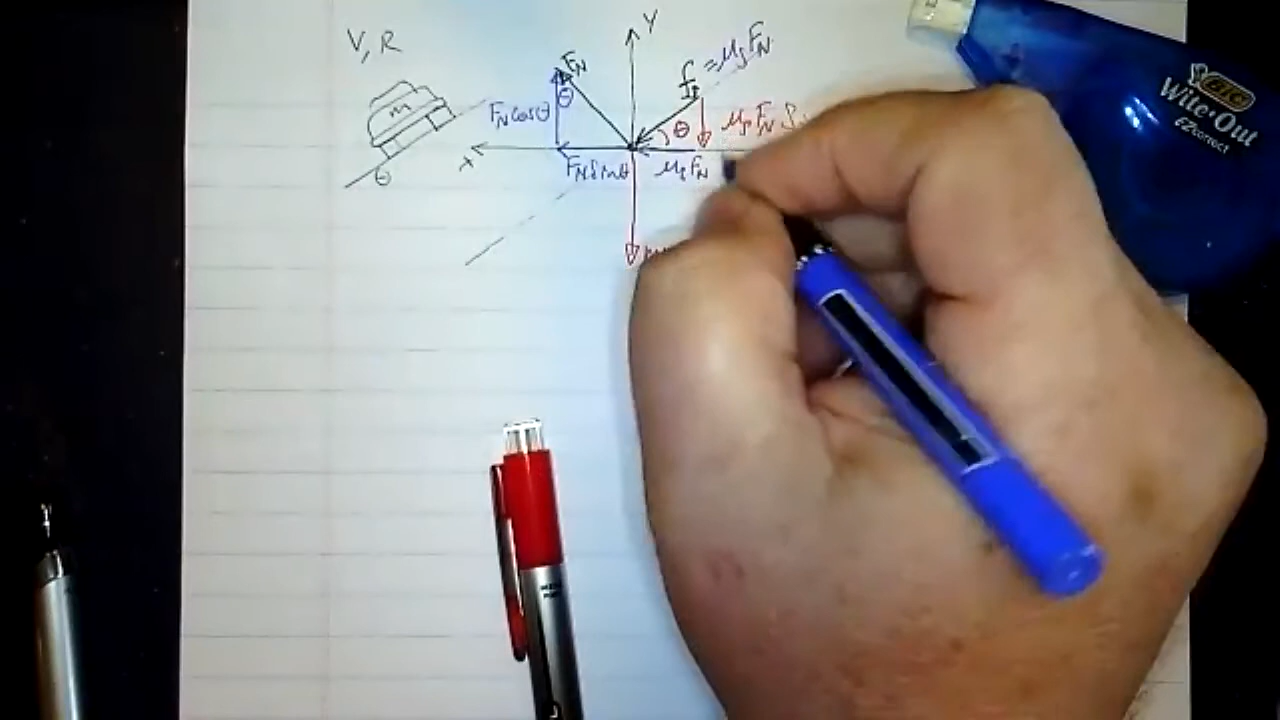 V, R
m
θ
Y
X
F_N
θ
F_N cosθ
F_N Sinθ
f = μ_s F_N
θ
μ_s F_N
μ_s F_N
BIC
Wite·Out
EZcorrect